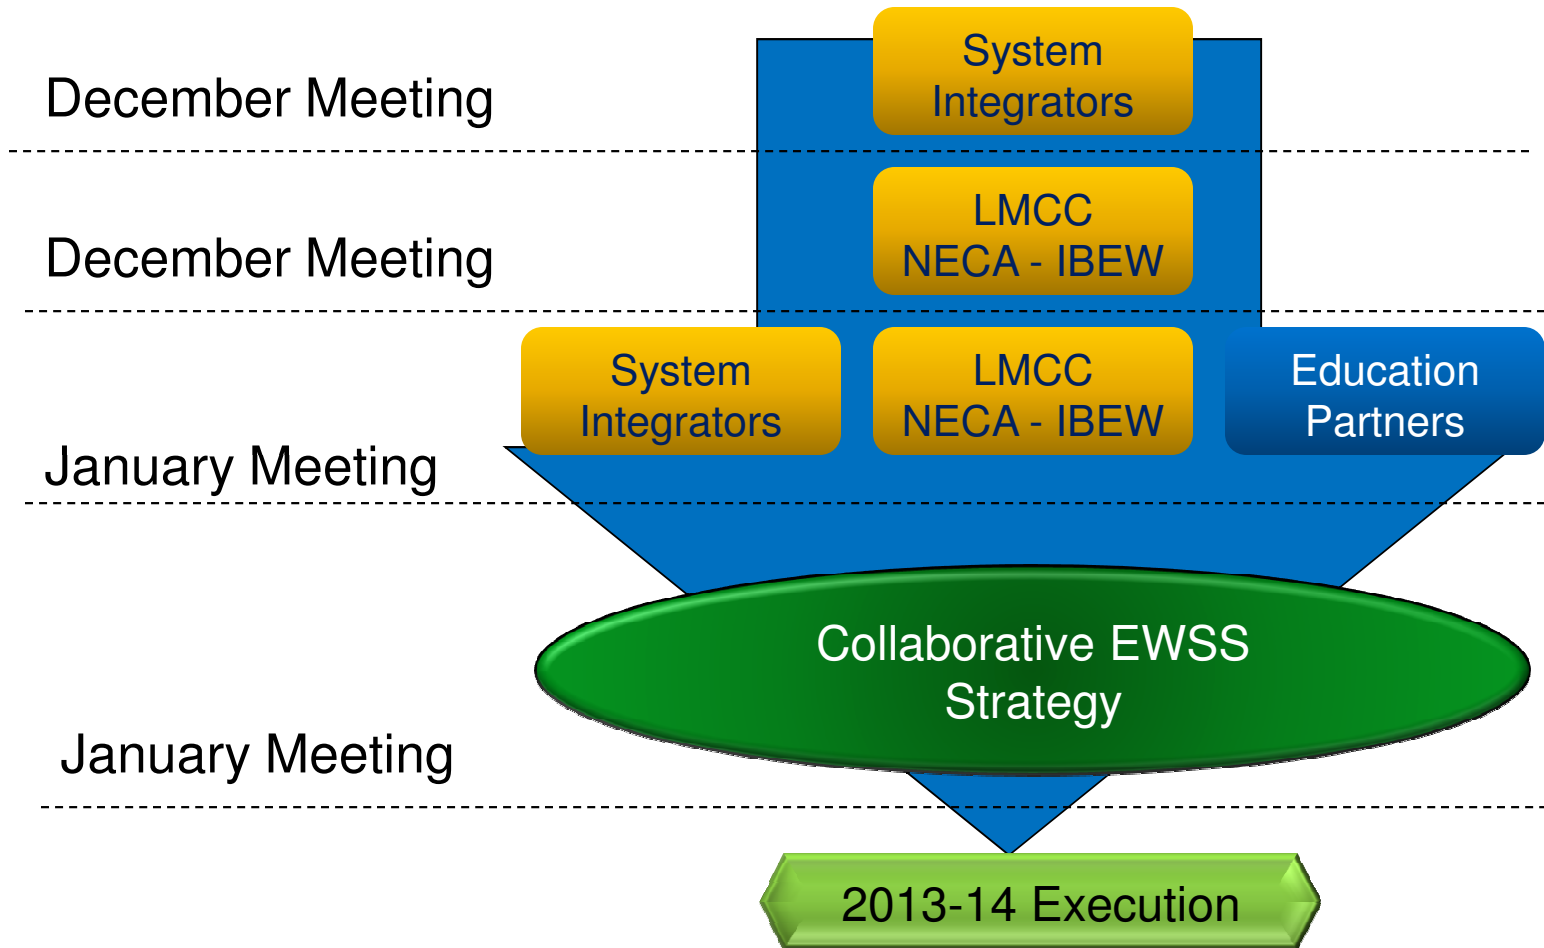 December Meeting
System
Integrators
December Meeting
LMCC
NECA - IBEW
January Meeting
System
Integrators
LMCC
NECA - IBEW
Education
Partners
January Meeting
Collaborative EWSS
Strategy
2013-14 Execution